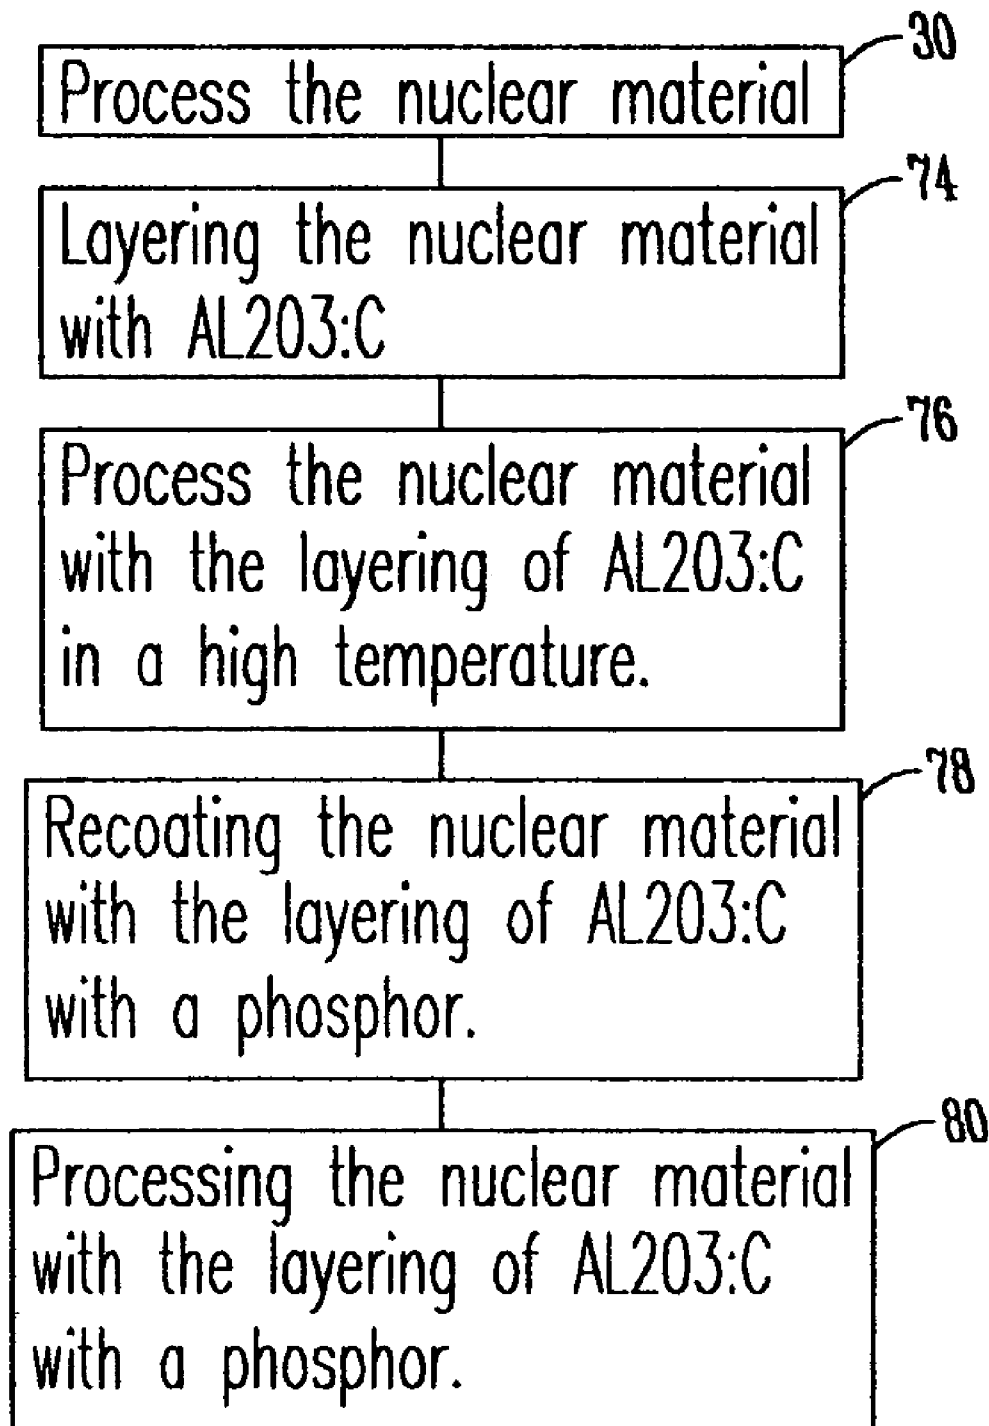 30
Process the nuclear material
74
Layering the nuclear material
with AL203:C
76
Process the nuclear material
with the layering of AL203:C
in a high temperature.
78
Recoating the nuclear material
with the layering of AL203:C
with a phosphor.
80
Processing the nuclear material
with the layering of AL203:C
with a phosphor.